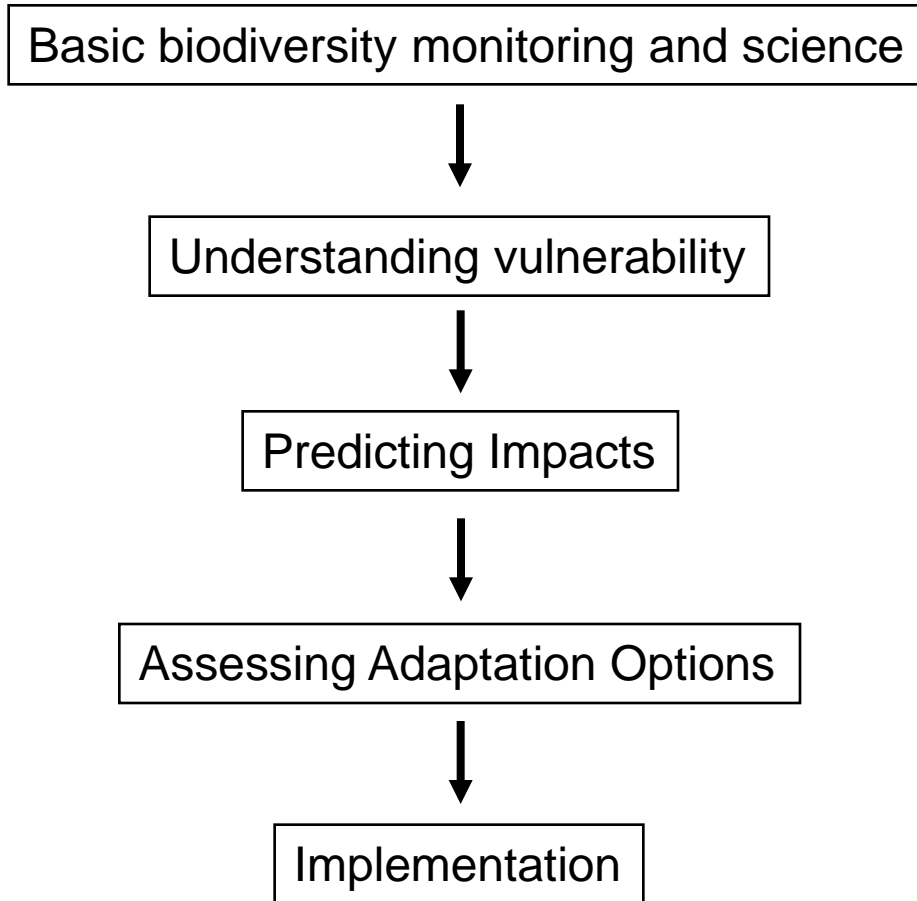 Basic biodiversity monitoring and science
Understanding vulnerability
Predicting Impacts
Assessing Adaptation Options
Implementation